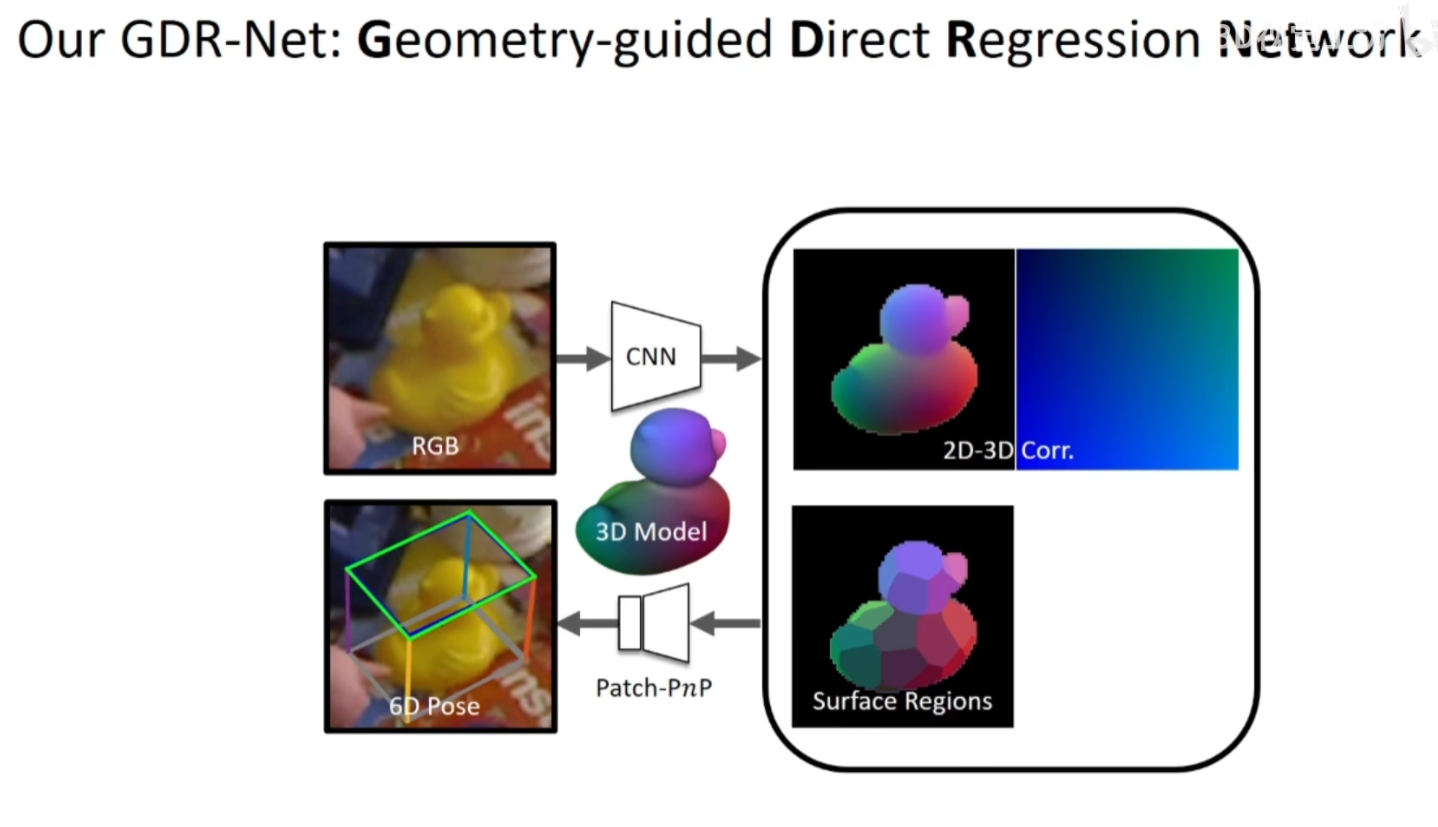 Our GDR-Net: Geometry-guided Direct Regression Network
RGB
CNN
2D-3D Corr.
3D Model
6D Pose
Patch-PnP
Surface Regions